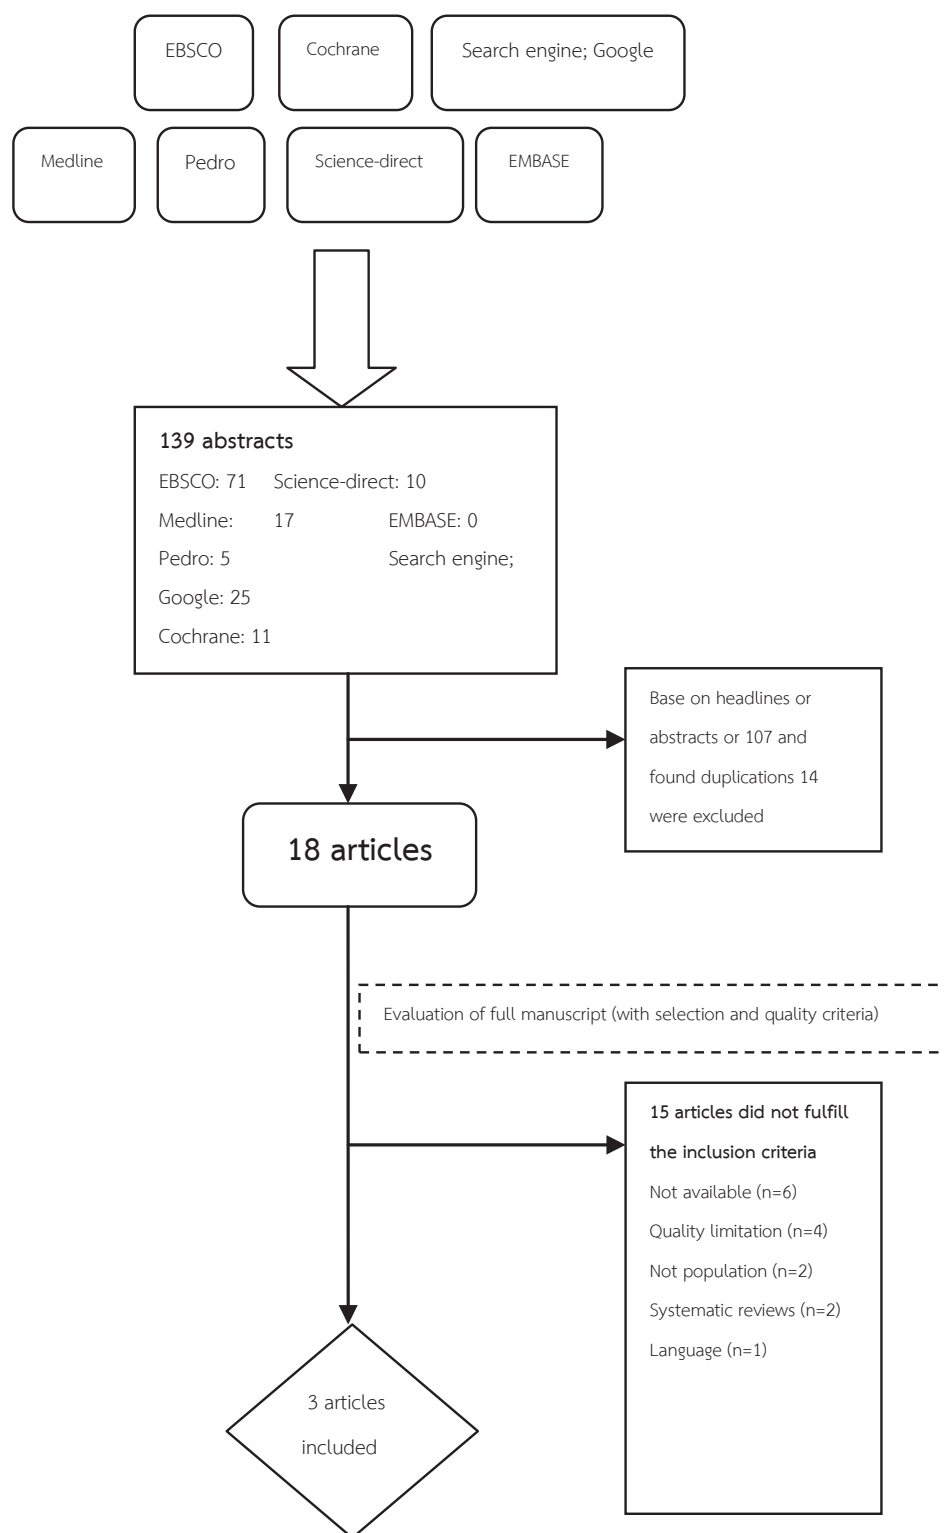 EBSCO
Cochrane
Search engine; Google
Medline
Pedro
Science-direct
EMBASE
139 abstracts
EBSCO: 71 Science-direct: 10
Medline: 17 EMBASE: 0
Pedro: 5 Search engine;
Google: 25
Cochrane: 11
Base on headlines or
abstracts or 107 and
found duplications 14
were excluded
18 articles
Evaluation of full manuscript (with selection and quality criteria)
15 articles did not fulfill
the inclusion criteria
Not available (n=6)
Quality limitation (n=4)
Not population (n=2)
Systematic reviews (n=2)
Language (n=1)
3 articles
included